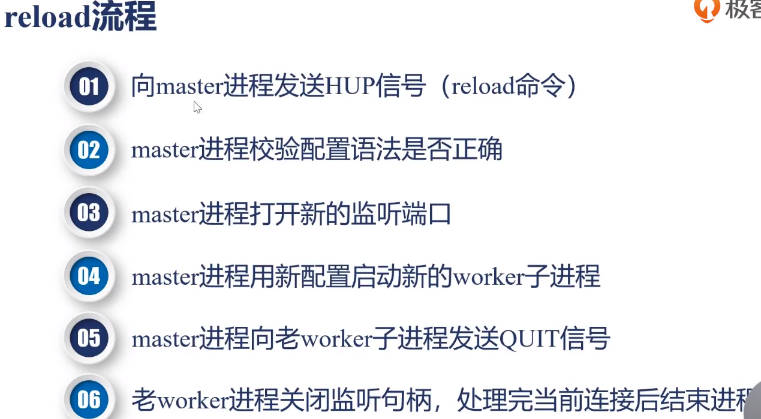 reload流程
极客
01 向master进程发送HUP信号（reload命令）
02 master进程校验配置语法是否正确
03 master进程打开新的监听端口
04 master进程用新配置启动新的worker子进程
05 master进程向老worker子进程发送QUIT信号
06 老worker进程关闭监听句柄，处理完当前连接后结束进程